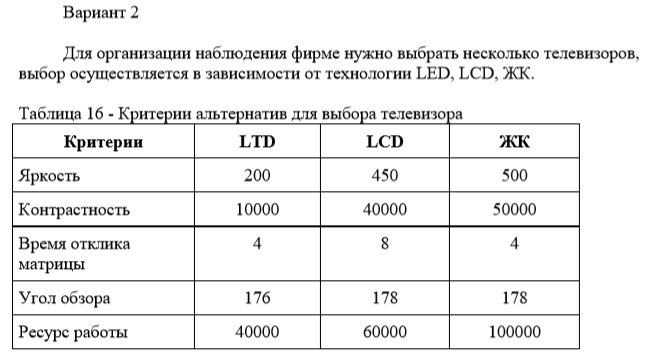 Вариант 2
Для организации наблюдения фирме нужно выбрать несколько телевизоров,
выбор осуществляется в зависимости от технологии LED, LCD, ЖК.
Таблица 16 - Критерии альтернатив для выбора телевизора
Критерии LTD LCD ЖК
Яркость 200 450 500
Контрастность 10000 40000 50000
Время отклика 4 8 4
матрицы
Угол обзора 176 178 178
Ресурс работы 40000 60000 100000